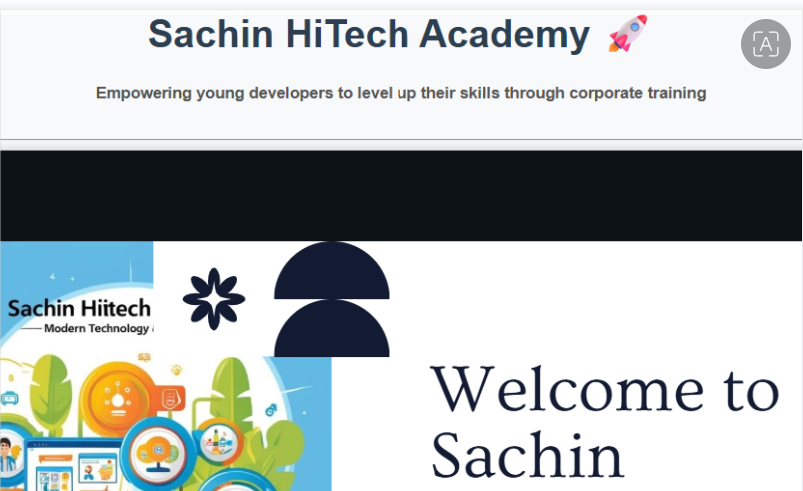 Sachin HiTech Academy 🚀
Empowering young developers to level up their skills through corporate training
Sachin Hiitech
Modern Technology
Welcome to
Sachin